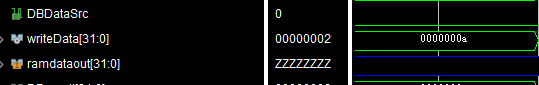 DBDataSrc 0
writeData[31:0] 00000002 0000000a
ramdataout[31:0] ZZZZZZZZ